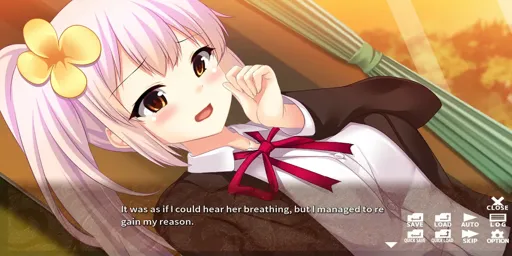 It was as if I could hear her breathing, but I managed to re
gain my reason.
CLOSE
SAVE LOAD AUTO LOG
QUICK SAVE QUICK LOAD SKIP OPTION